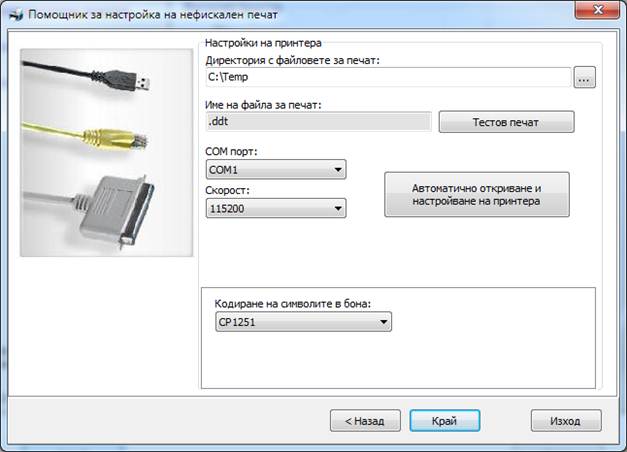 Помощник за настройка на нефискален печат
Настройки на принтера
Директория с файловете за печат:
C:\Temp
...
Име на файла за печат:
.ddt
Тестов печат
COM порт:
COM1
Скорост:
115200
Автоматично откриване и
настройване на принтера
Кодиране на символите в бона:
CP1251
< Назад
Край
Изход